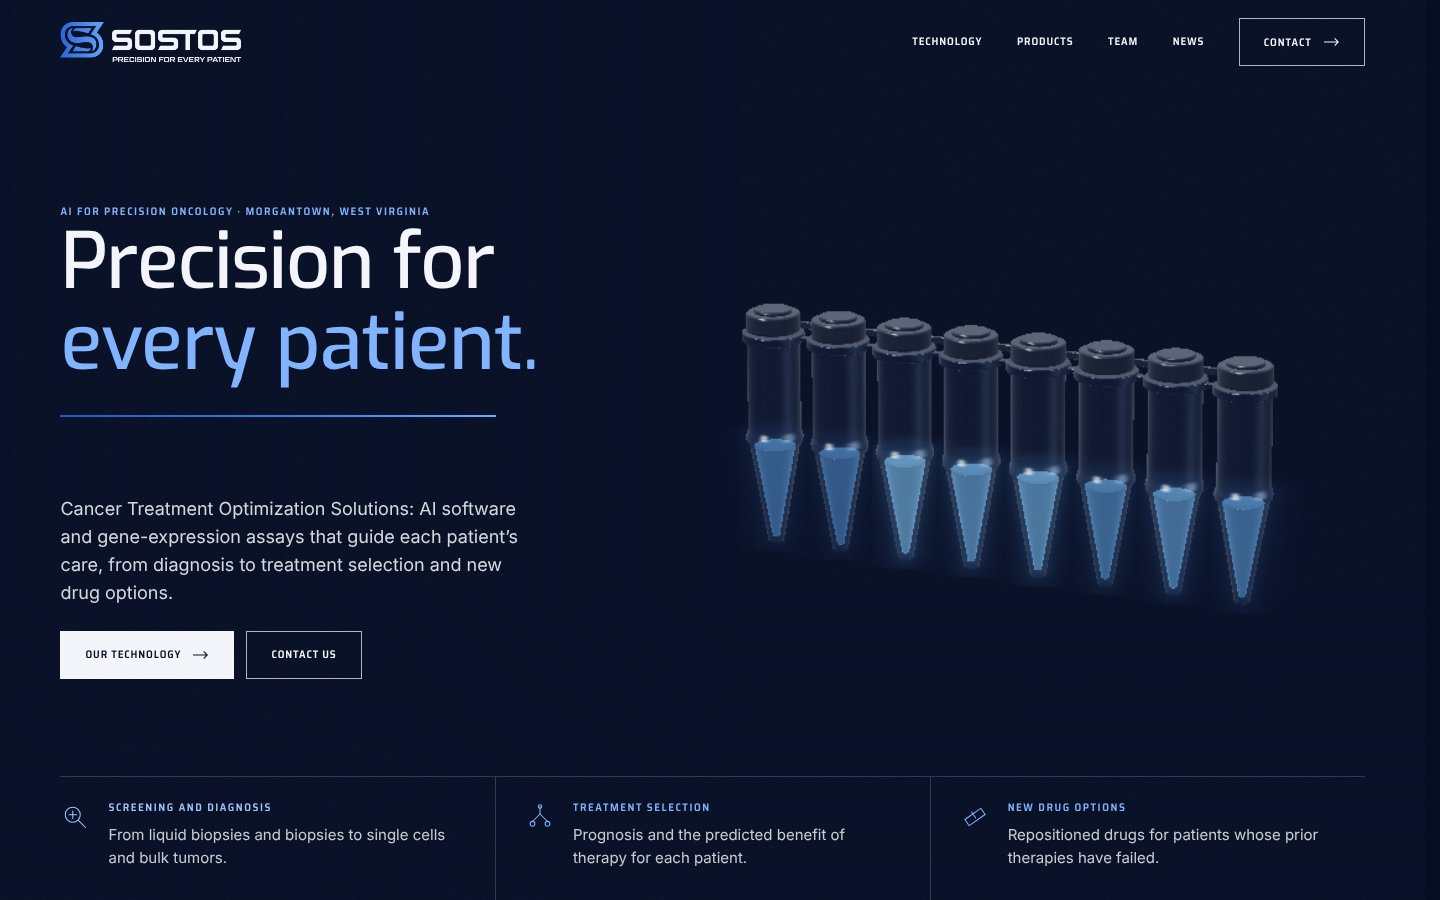 SOSTOS
PRECISION FOR EVERY PATIENT
TECHNOLOGY
PRODUCTS
TEAM
NEWS
CONTACT
AI FOR PRECISION ONCOLOGY · MORGANTOWN, WEST VIRGINIA
Precision for
every patient.
Cancer Treatment Optimization Solutions: AI software
and gene-expression assays that guide each patient’s
care, from diagnosis to treatment selection and new
drug options.
OUR TECHNOLOGY
CONTACT US
SCREENING AND DIAGNOSIS
From liquid biopsies and biopsies to single cells
and bulk tumors.
TREATMENT SELECTION
Prognosis and the predicted benefit of
therapy for each patient.
NEW DRUG OPTIONS
Repositioned drugs for patients whose prior
therapies have failed.